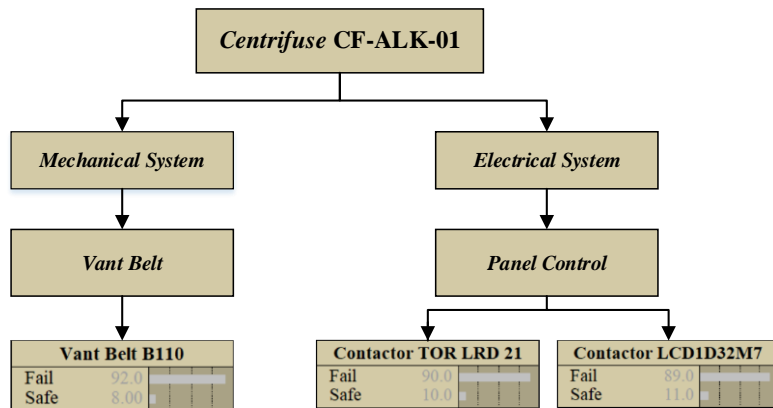 Centrifuse CF-ALK-01
Mechanical System
Electrical System
Vant Belt
Panel Control
Vant Belt B110
Fail 92.0
Safe 8.00
Contactor TOR LRD 21
Fail 90.0
Safe 10.0
Contactor LCD1D32M7
Fail 89.0
Safe 11.0